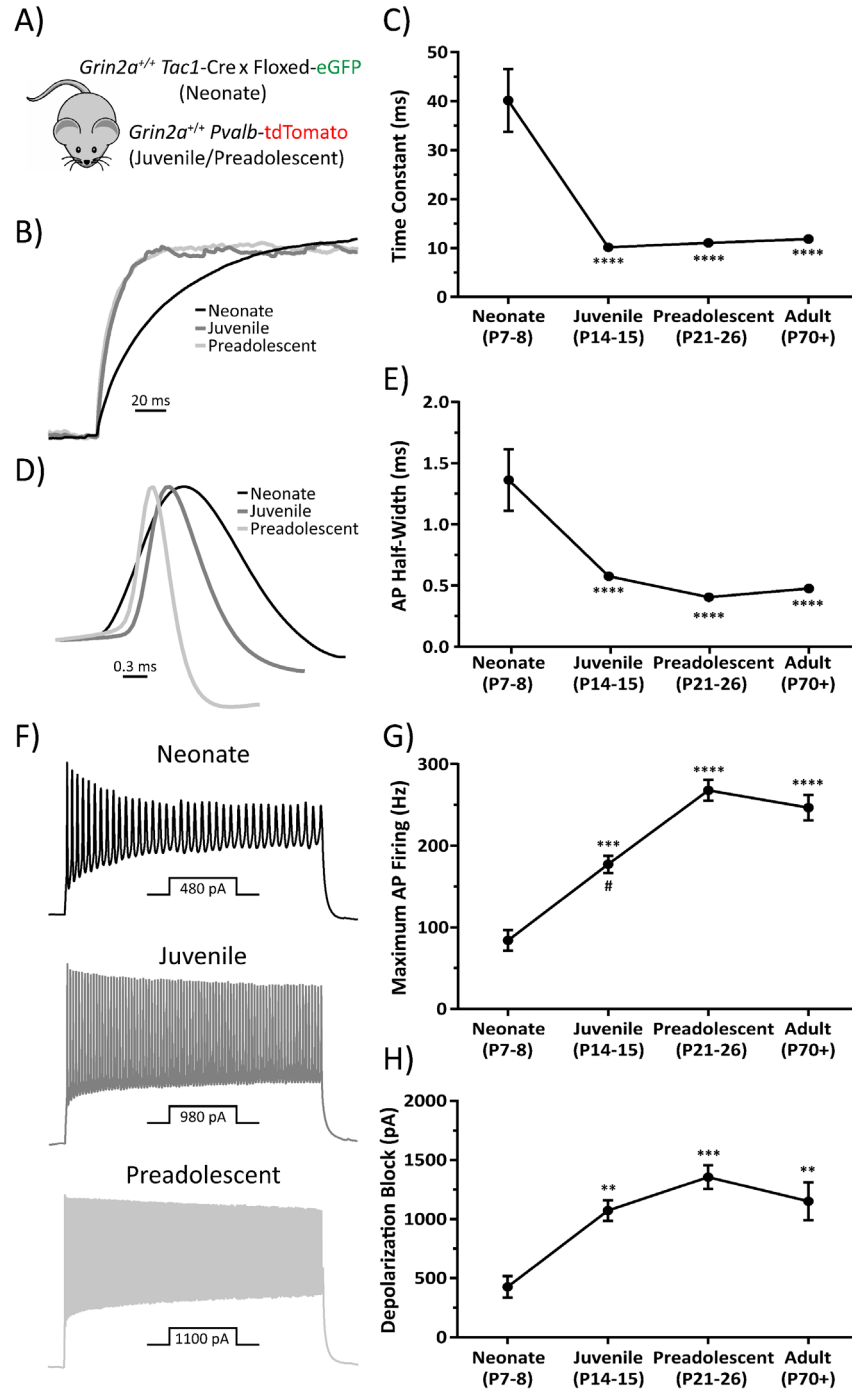 A)
Grin2a+/+ Tac1-Cre x Floxed-eGFP
(Neonate)
Grin2a+/+ Pvalb-tdTomato
(Juvenile/Preadolescent)
B)
Neonate
Juvenile
Preadolescent
20 ms
C)
Time Constant (ms)
50
40
30
20
10
0
****
****
****
Neonate
(P7-8)
Juvenile
(P14-15)
Preadolescent
(P21-26)
Adult
(P70+)
D)
Neonate
Juvenile
Preadolescent
0.3 ms
E)
AP Half-Width (ms)
2.0
1.5
1.0
0.5
0.0
****
****
****
Neonate
(P7-8)
Juvenile
(P14-15)
Preadolescent
(P21-26)
Adult
(P70+)
F)
Neonate
480 pA
Juvenile
980 pA
Preadolescent
1100 pA
G)
Maximum AP Firing (Hz)
300
200
100
0
***
#
****
****
Neonate
(P7-8)
Juvenile
(P14-15)
Preadolescent
(P21-26)
Adult
(P70+)
H)
Depolarization Block (pA)
2000
1500
1000
500
0
**
***
**
Neonate
(P7-8)
Juvenile
(P14-15)
Preadolescent
(P21-26)
Adult
(P70+)